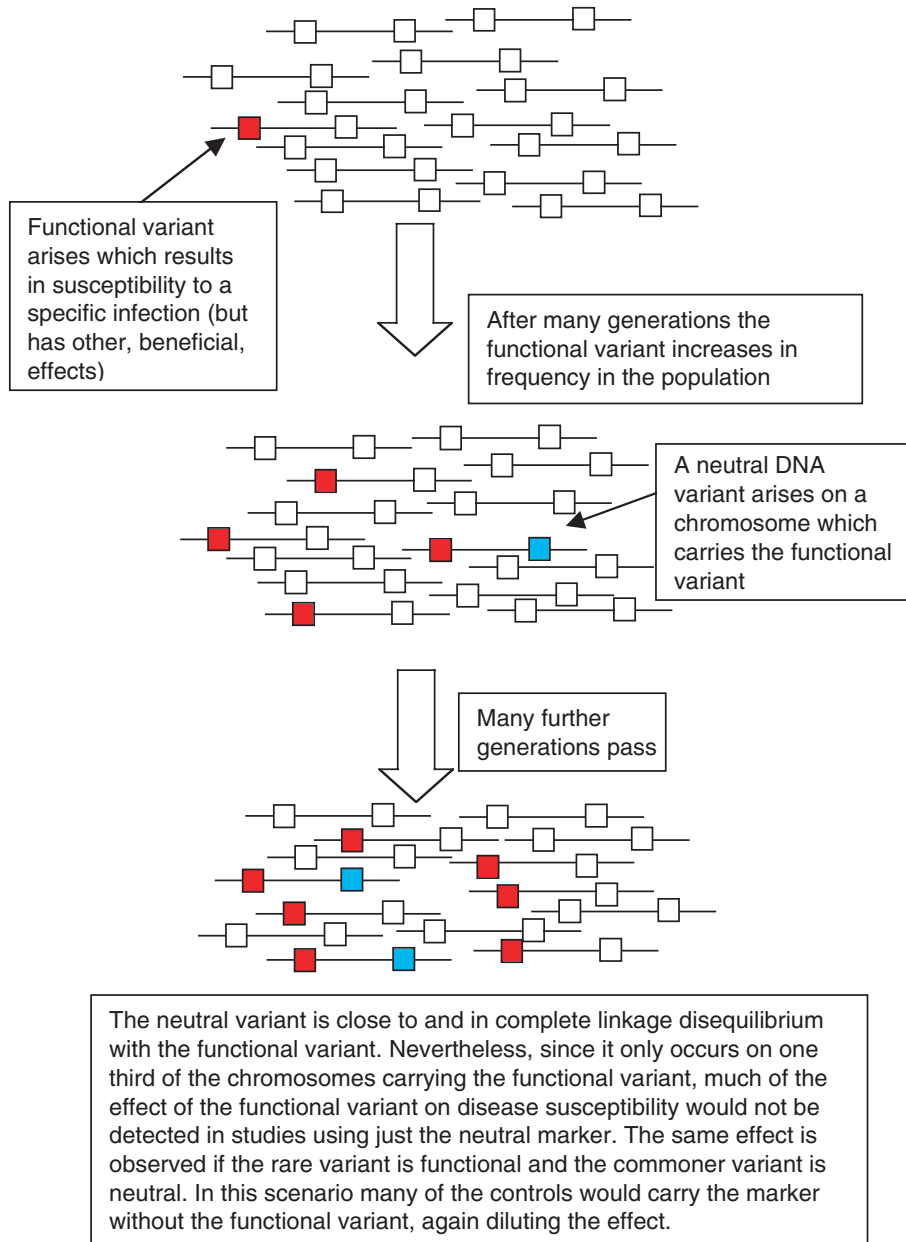 Functional variant
arises which results
in susceptibility to a
specific infection (but
has other, beneficial,
effects)
After many generations the
functional variant increases in
frequency in the population
A neutral DNA
variant arises on a
chromosome which
carries the functional
variant
Many further
generations pass
The neutral variant is close to and in complete linkage disequilibrium
with the functional variant. Nevertheless, since it only occurs on one
third of the chromosomes carrying the functional variant, much of the
effect of the functional variant on disease susceptibility would not be
detected in studies using just the neutral marker. The same effect is
observed if the rare variant is functional and the commoner variant is
neutral. In this scenario many of the controls would carry the marker
without the functional variant, again diluting the effect.